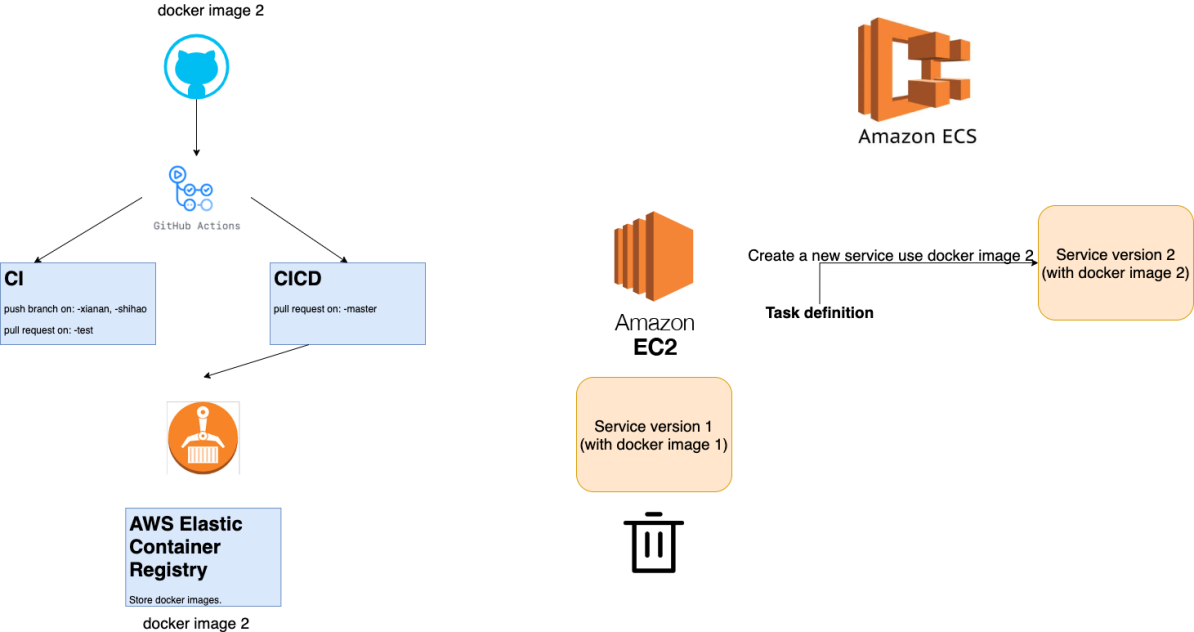 docker image 2
GitHub Actions
CI
push branch on: -xianan, -shihao
pull request on: -test
CICD
pull request on: -master
AWS Elastic
Container
Registry
Store docker images.
docker image 2
Amazon ECS
Amazon
EC2
Create a new service use docker image 2
Task definition
Service version 2
(with docker image 2)
Service version 1
(with docker image 1)